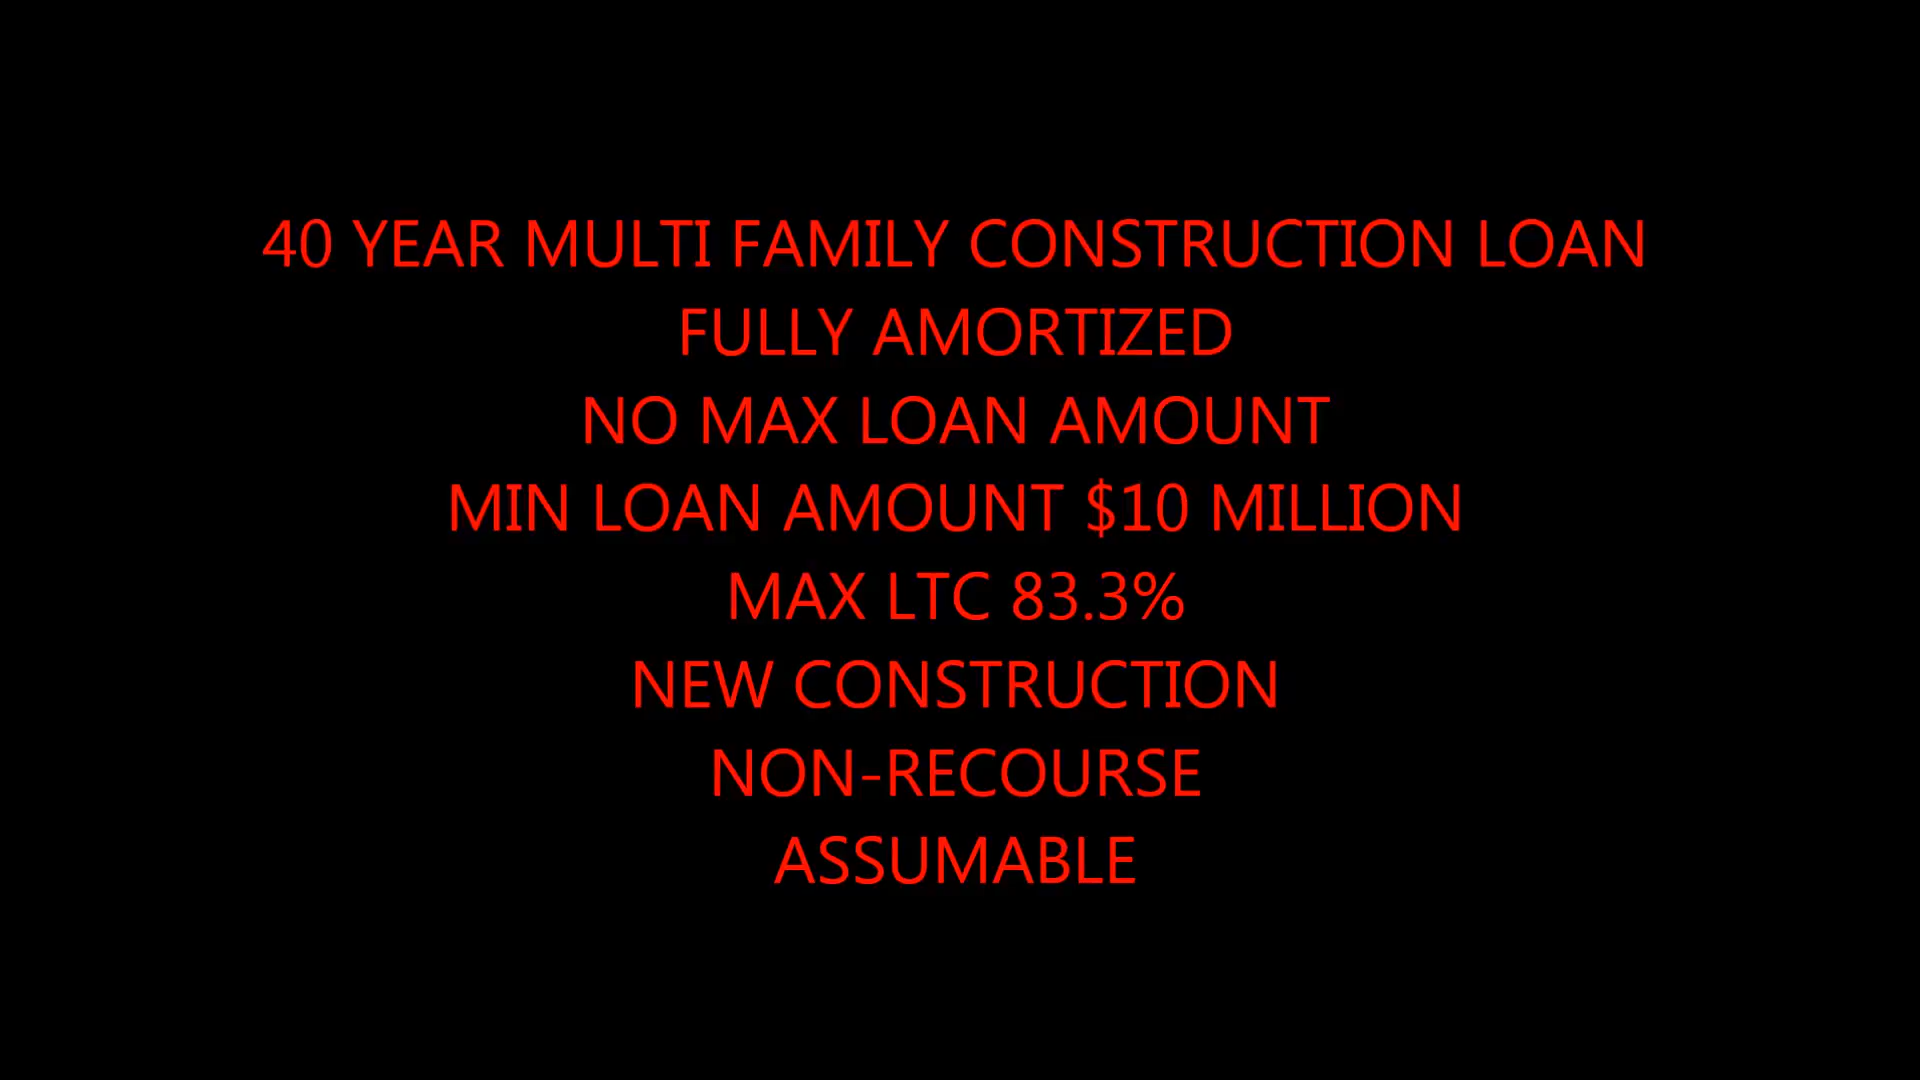 40 YEAR MULTI FAMILY CONSTRUCTION LOAN
FULLY AMORTIZED
NO MAX LOAN AMOUNT
MIN LOAN AMOUNT $10 MILLION
MAX LTC 83.3%
NEW CONSTRUCTION
NON-RECOURSE
ASSUMABLE